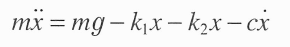 mẍ = mg − k₁x − k₂x − cẋ